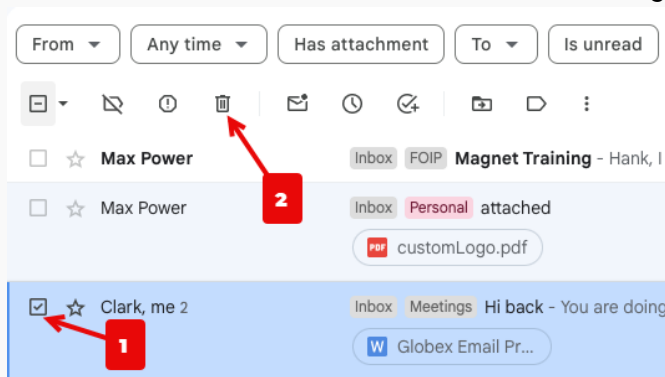 From Any time Has attachment To Is unread
Max Power Inbox FOIP Magnet Training - Hank, I
2
Max Power Inbox Personal attached
PDF customLogo.pdf
Clark, me 2 Inbox Meetings Hi back - You are doing
1
W Globex Email Pr...